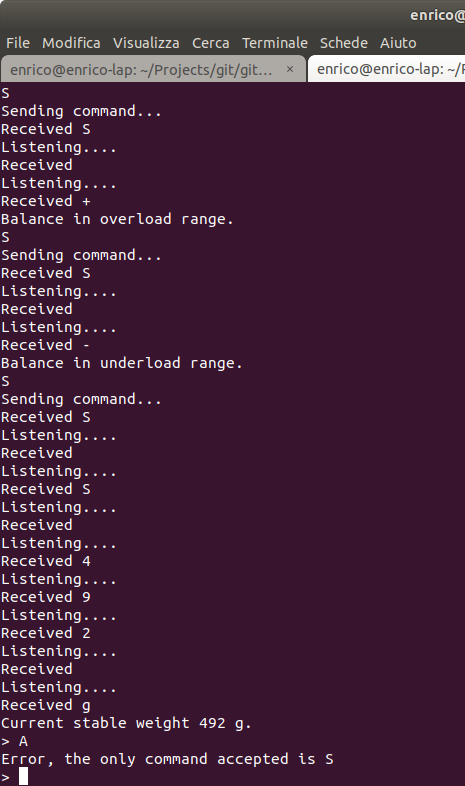 enrico@
File Modifica Visualizza Cerca Terminale Schede Aiuto
enrico@enrico-lap: ~/Projects/git/git... × enrico@enrico-lap: ~/P
S
Sending command...
Received S
Listening....
Received
Listening....
Received +
Balance in overload range.
S
Sending command...
Received S
Listening....
Received
Listening....
Received -
Balance in underload range.
S
Sending command...
Received S
Listening....
Received
Listening....
Received S
Listening....
Received
Listening....
Received 4
Listening....
Received 9
Listening....
Received 2
Listening....
Received
Listening....
Received g
Current stable weight 492 g.
> A
Error, the only command accepted is S
>